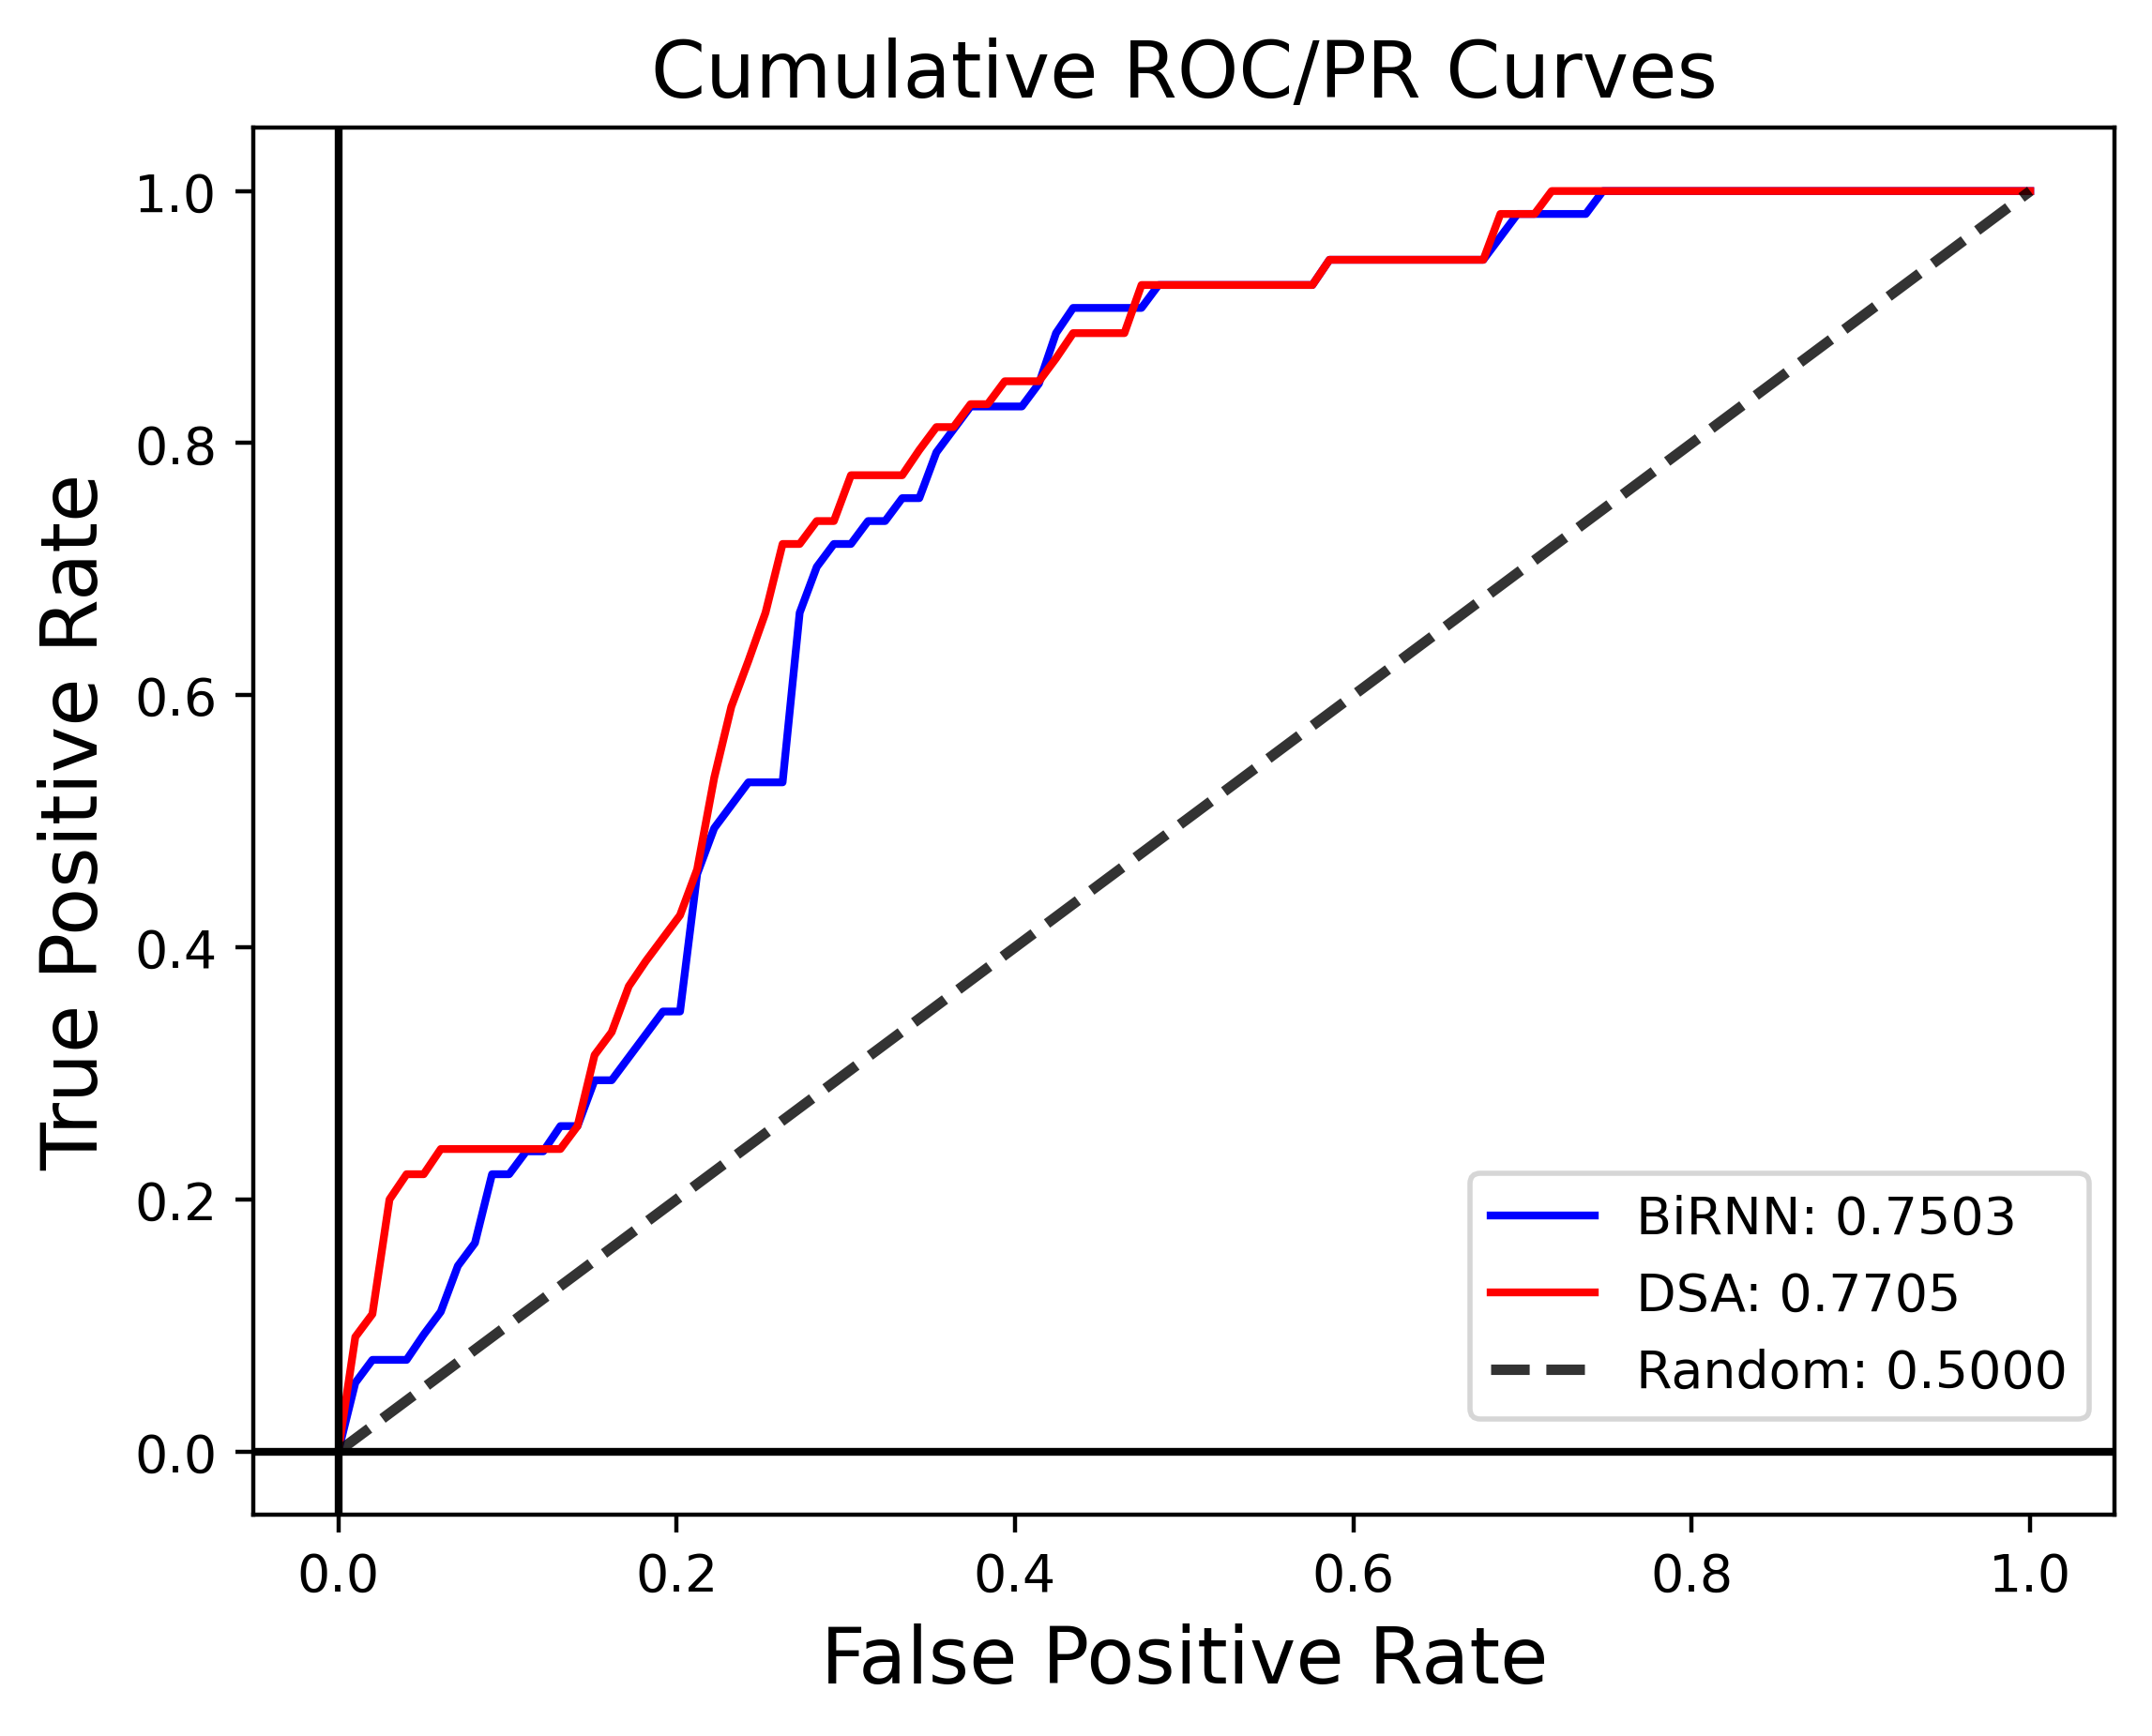 Cumulative ROC/PR Curves
True Positive Rate
1.0
0.8
0.6
0.4
0.2
0.0
BiRNN: 0.7503
DSA: 0.7705
Random: 0.5000
0.0 0.2 0.4 0.6 0.8 1.0
False Positive Rate